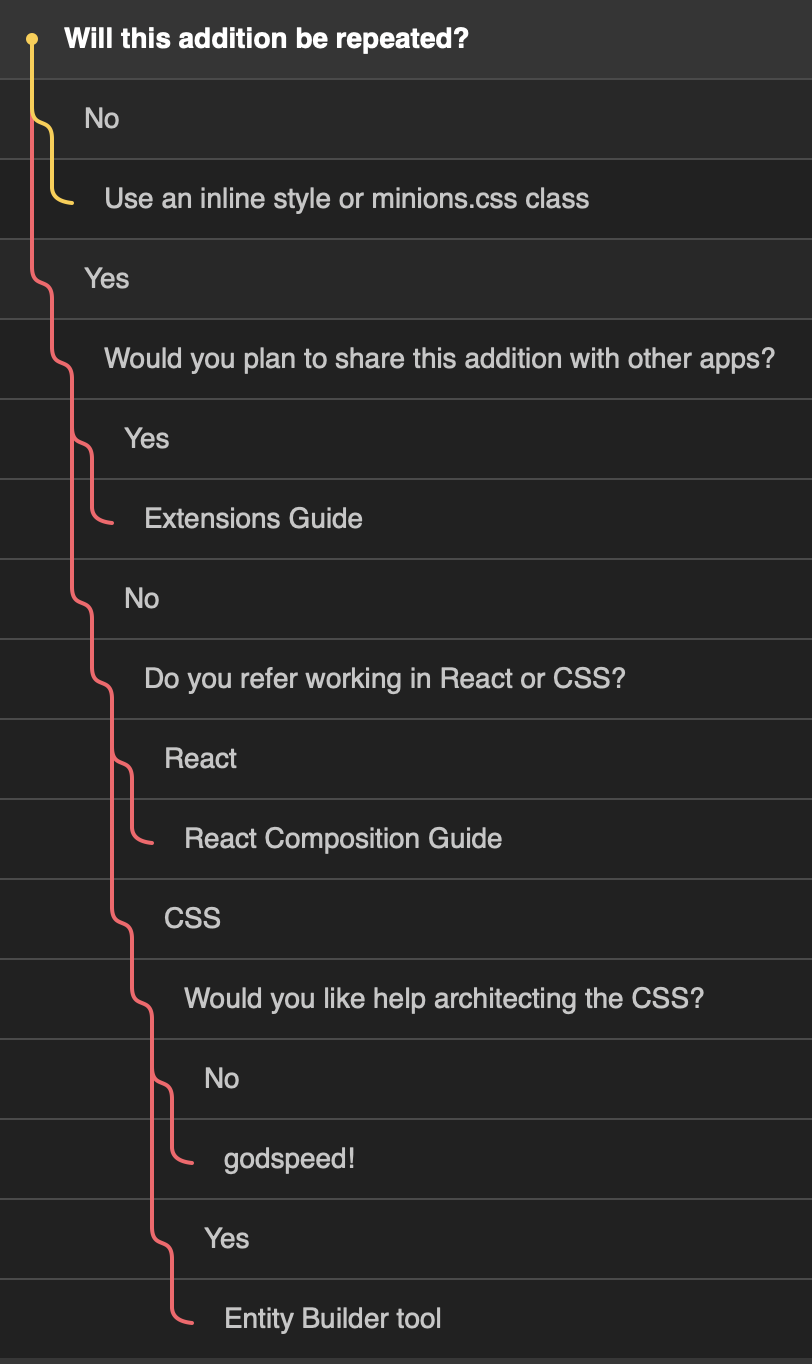 Will this addition be repeated?
No
Use an inline style or minions.css class
Yes
Would you plan to share this addition with other apps?
Yes
Extensions Guide
No
Do you refer working in React or CSS?
React
React Composition Guide
CSS
Would you like help architecting the CSS?
No
godspeed!
Yes
Entity Builder tool